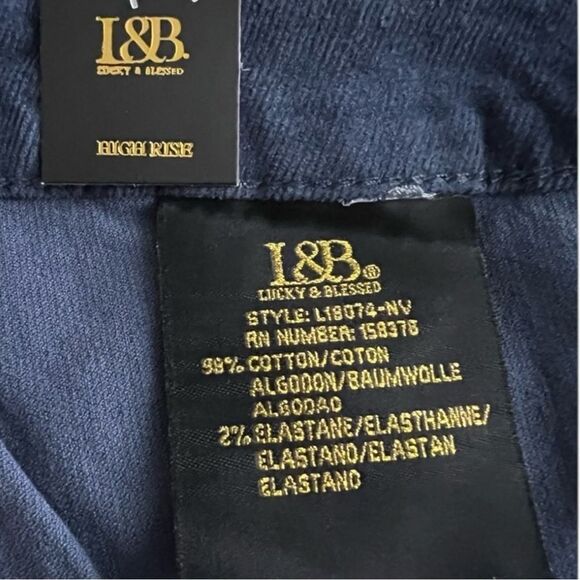 L&B.
LUCKY & BLESSED
HIGH RISE
L&B®
LUCKY & BLESSED
STYLE: L18074-NV
RN NUMBER: 158376
98% COTTON/COTON
ALGODON/BAUMWOLLE
ALGODAO
2% ELASTANE/ELASTHANNE/
ELASTANO/ELASTAN
ELASTANO